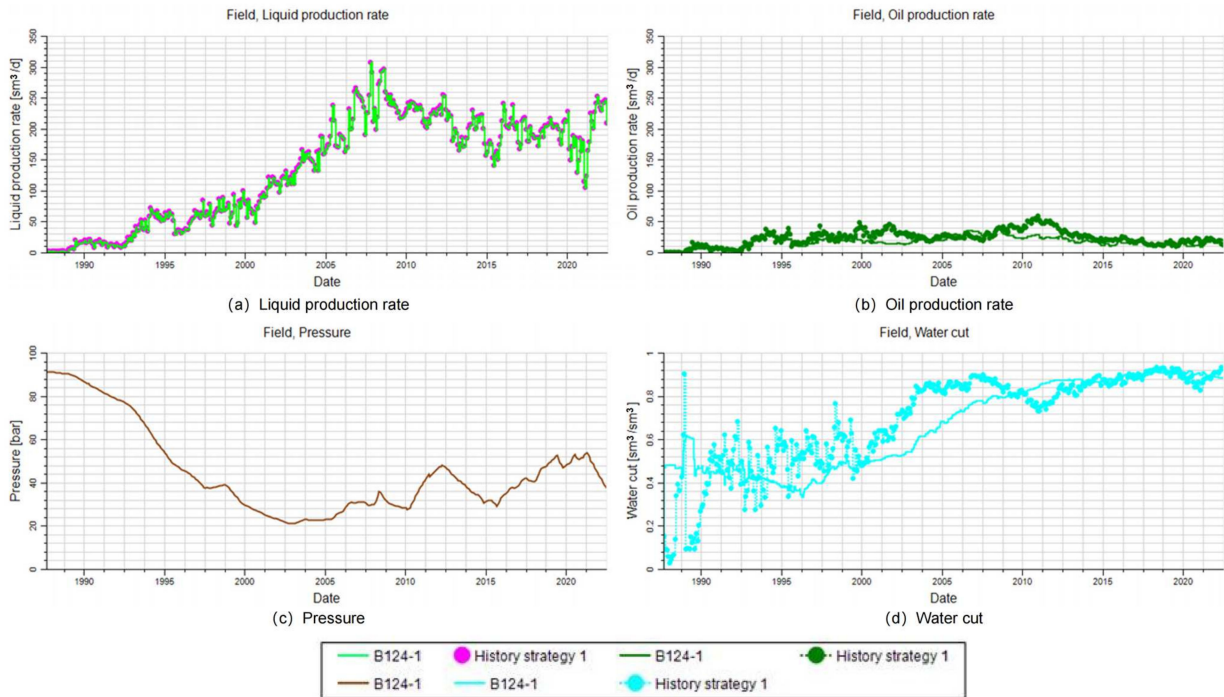 Field, Liquid production rate
Liquid production rate [sm³/d]
0 50 100 150 200 250 300 350
1990 1995 2000 2005 2010 2015 2020
Date
(a) Liquid production rate
Field, Oil production rate
Oil production rate [sm³/d]
0 50 100 150 200 250 300 350
1990 1995 2000 2005 2010 2015 2020
Date
(b) Oil production rate
Field, Pressure
Pressure [bar]
0 20 40 60 80 100
1990 1995 2000 2005 2010 2015 2020
Date
(c) Pressure
Field, Water cut
Water cut [sm³/sm³]
0 0.2 0.4 0.6 0.8 1
1990 1995 2000 2005 2010 2015 2020
Date
(d) Water cut
B124-1 History strategy 1 B124-1 History strategy 1
B124-1 B124-1 History strategy 1